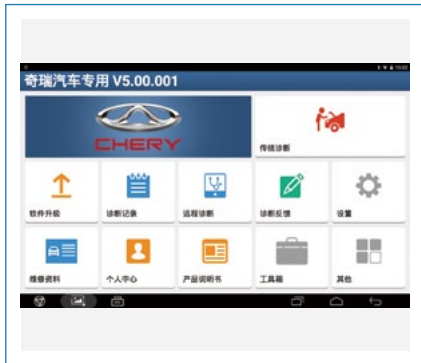 奇瑞汽车专用 V5.00.001
CHERY
传统诊断
软件升级
诊断记录
远程诊断
诊断反馈
设置
维修资料
个人中心
产品说明书
工具箱
其他